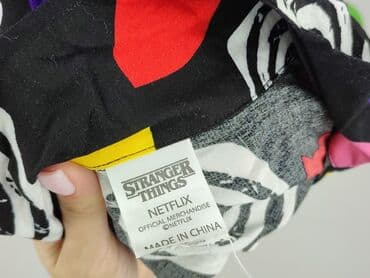 STRANGER
THINGS
NETFLIX
OFFICIAL MERCHANDISE
©NETFLIX
MADE IN CHINA